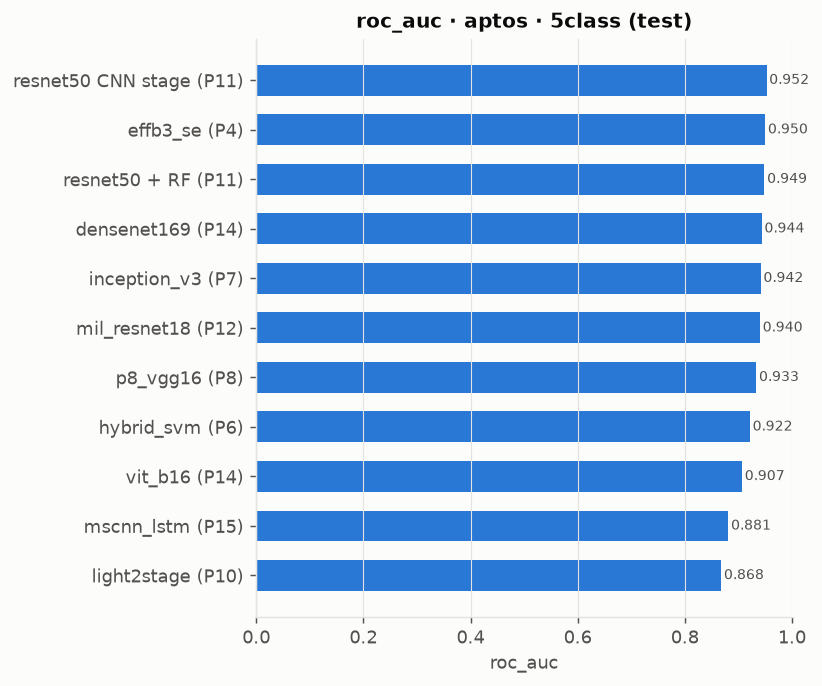 roc_auc · aptos · 5class (test)
resnet50 CNN stage (P11) 0.952
effb3_se (P4) 0.950
resnet50 + RF (P11) 0.949
densenet169 (P14) 0.944
inception_v3 (P7) 0.942
mil_resnet18 (P12) 0.940
p8_vgg16 (P8) 0.933
hybrid_svm (P6) 0.922
vit_b16 (P14) 0.907
mscnn_lstm (P15) 0.881
light2stage (P10) 0.868
0.0 0.2 0.4 0.6 0.8 1.0
roc_auc